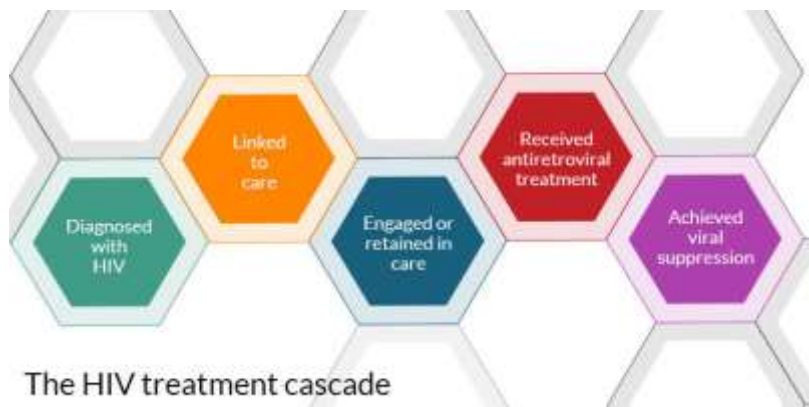 Diagnosed
with
HIV
Linked
to
care
Engaged or
retained in
care
Received
antiretroviral
treatment
Achieved
viral
suppression
The HIV treatment cascade